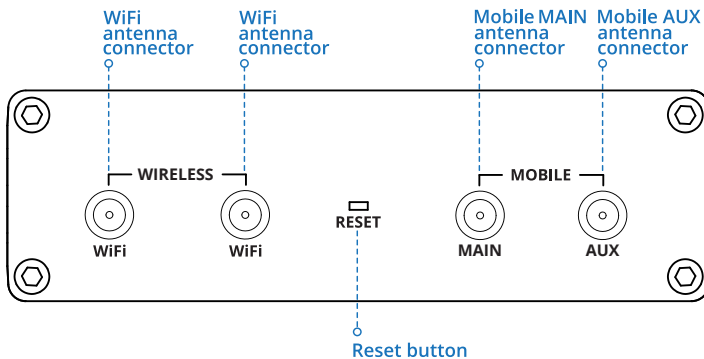 WiFi
antenna
connector
WiFi
antenna
connector
Mobile MAIN
antenna
connector
Mobile AUX
antenna
connector
WIRELESS
MOBILE
WiFi
WiFi
RESET
MAIN
AUX
Reset button